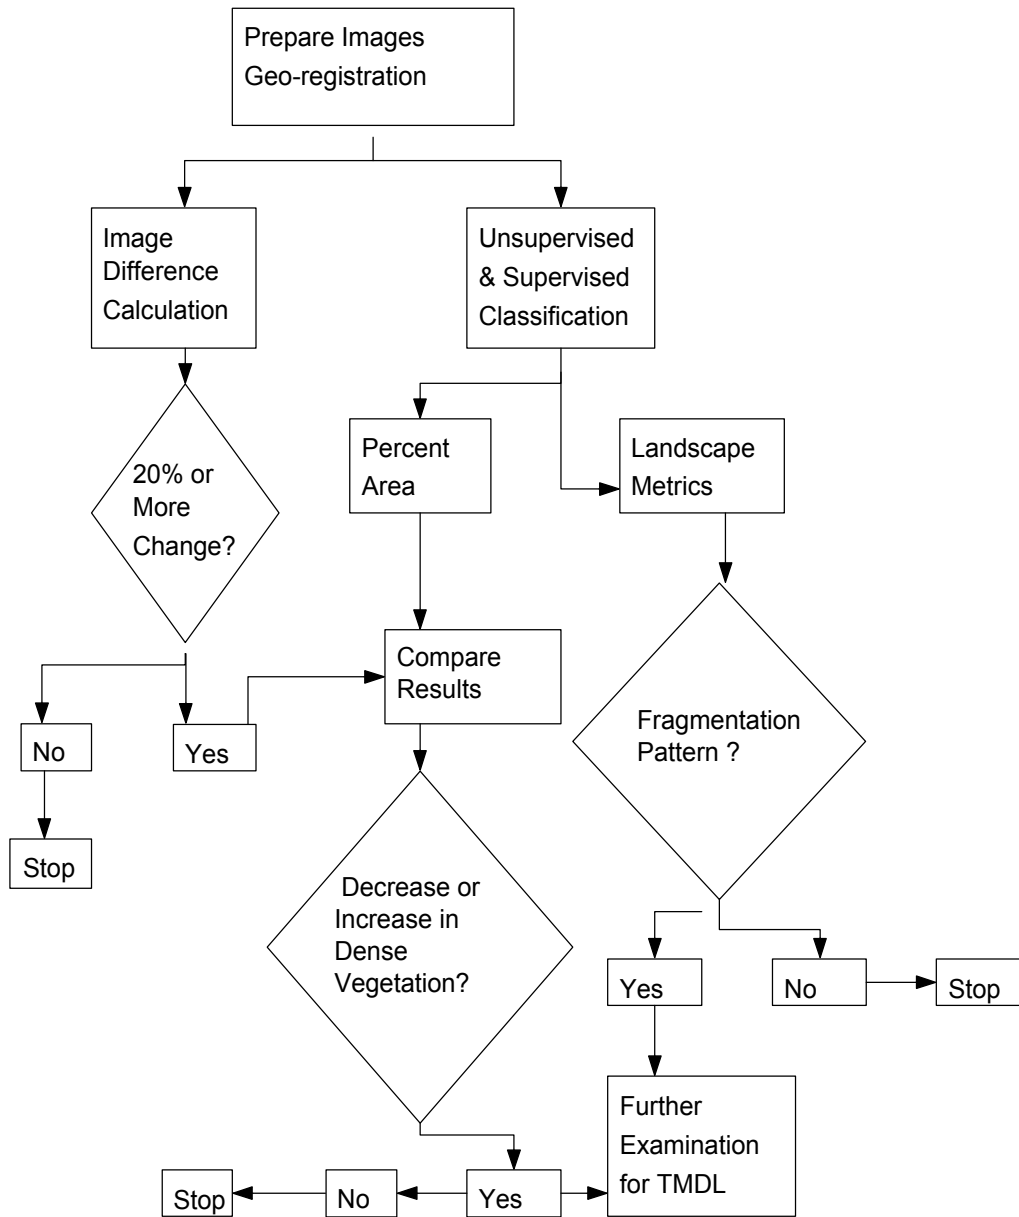 Prepare Images
Geo-registration
Image
Difference
Calculation
Unsupervised
& Supervised
Classification
20% or
More
Change?
Percent
Area
Landscape
Metrics
No
Yes
Stop
Compare
Results
Fragmentation
Pattern ?
Decrease or
Increase in
Dense
Vegetation?
Yes
No
Stop
Further
Examination
for TMDL
Stop
No
Yes